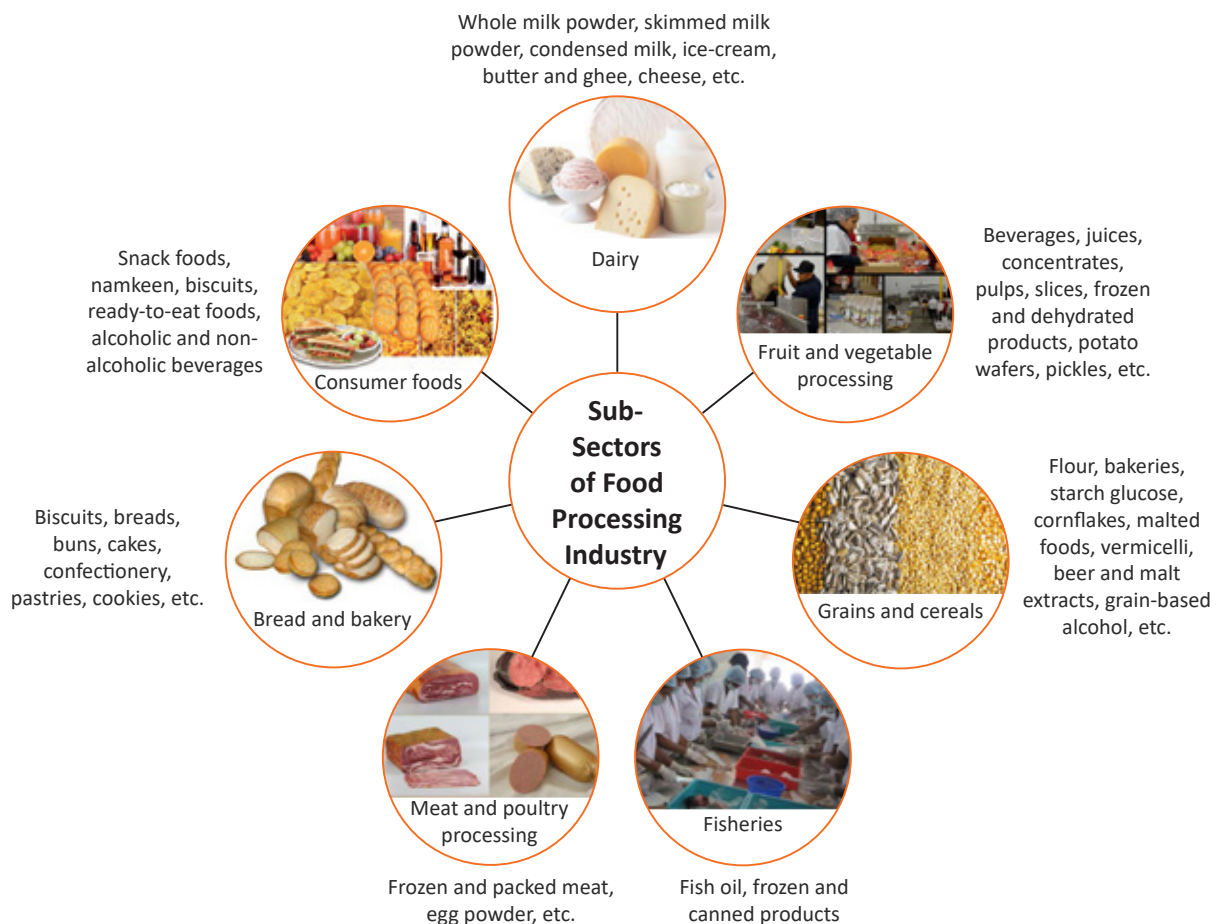 Whole milk powder, skimmed milk
powder, condensed milk, ice-cream,
butter and ghee, cheese, etc.
Dairy
Beverages, juices,
concentrates,
pulps, slices, frozen
and dehydrated
products, potato
wafers, pickles, etc.
Fruit and vegetable
processing
Flour, bakeries,
starch glucose,
cornflakes, malted
foods, vermicelli,
beer and malt
extracts, grain-based
alcohol, etc.
Grains and cereals
Fisheries
Fish oil, frozen and
canned products
Meat and poultry
processing
Frozen and packed meat,
egg powder, etc.
Biscuits, breads,
buns, cakes,
confectionery,
pastries, cookies, etc.
Bread and bakery
Snack foods,
namkeen, biscuits,
ready-to-eat foods,
alcoholic and non-
alcoholic beverages
Consumer foods
Sub-
Sectors
of Food
Processing
Industry